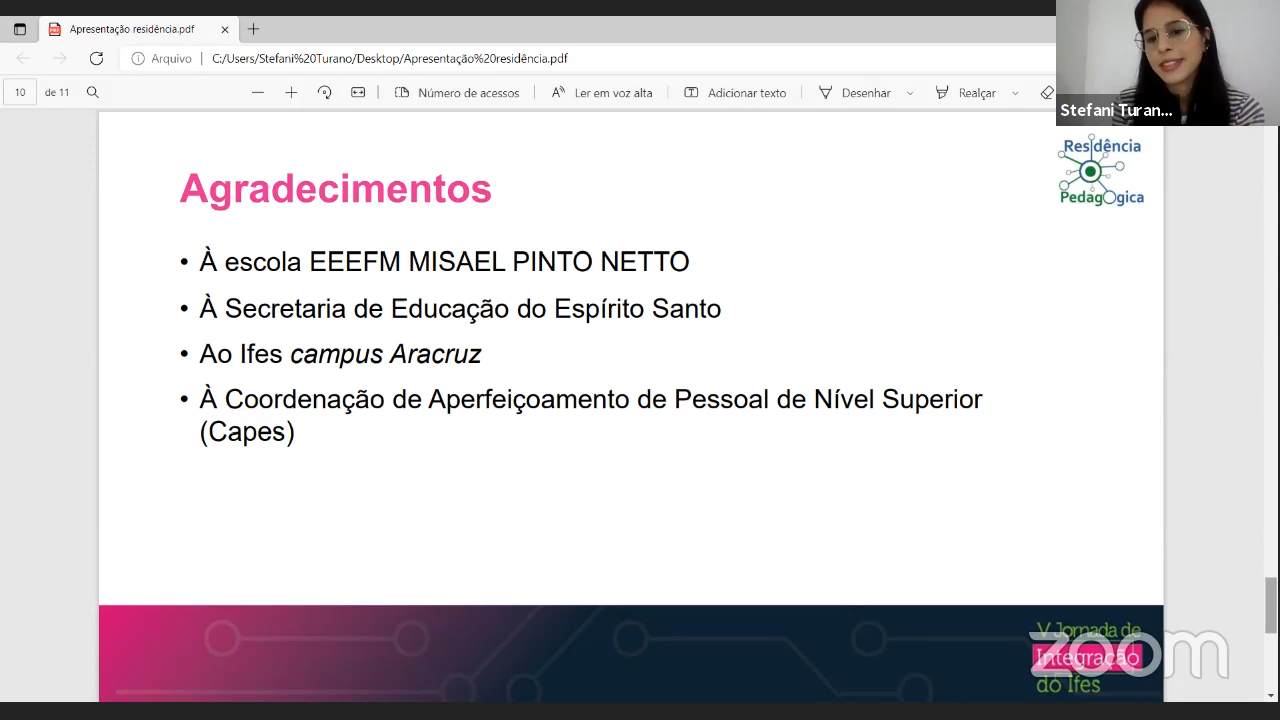 Apresentação residência.pdf
Arquivo
C:/Users/Stefani%20Turano/Desktop/Apresentação%20residência.pdf
10 de 11
Número de acessos
Ler em voz alta
Adicionar texto
Desenhar
Realçar
Stefani Turan...
Residência
Pedagógica
Agradecimentos
• À escola EEEFM MISAEL PINTO NETTO
• À Secretaria de Educação do Espírito Santo
• Ao Ifes campus Aracruz
• À Coordenação de Aperfeiçoamento de Pessoal de Nível Superior
(Capes)
V Jornada de
Integração
do Ifes
zoom